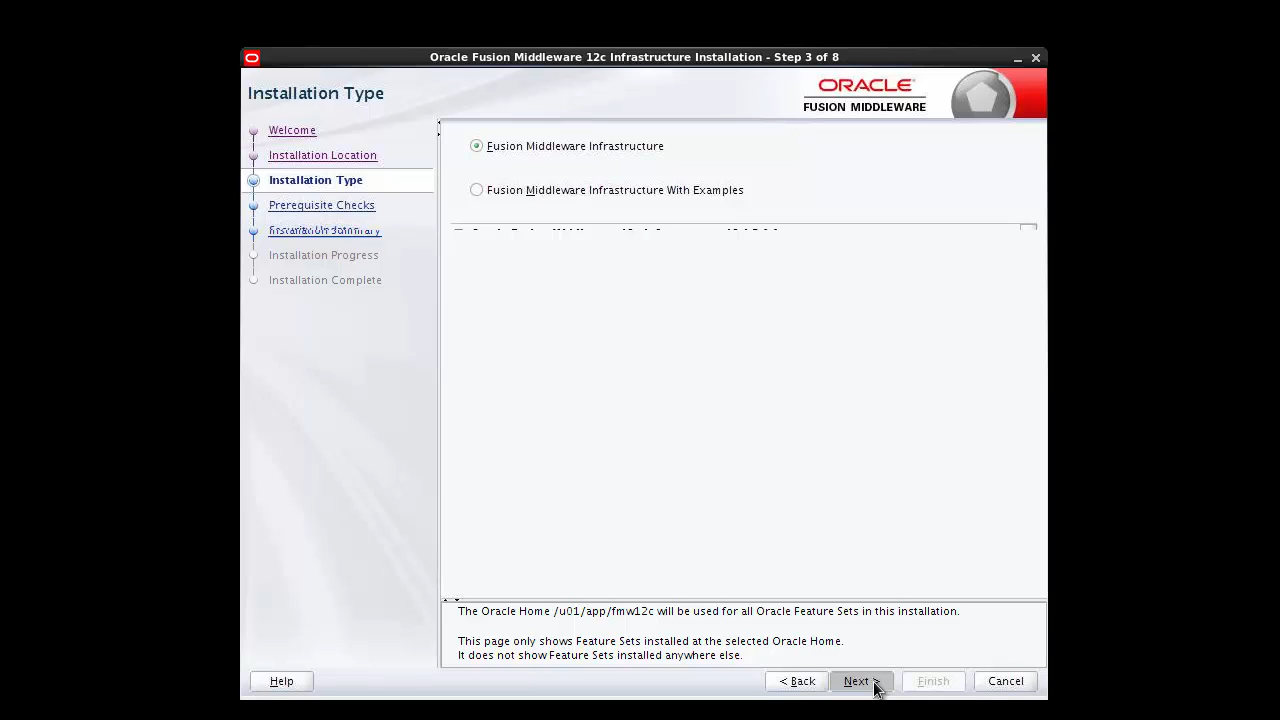 Oracle Fusion Middleware 12c Infrastructure Installation - Step 3 of 8
Installation Type
ORACLE
FUSION MIDDLEWARE
Welcome
Installation Location
Installation Type
Prerequisite Checks
Installation Progress
Installation Complete
Fusion Middleware Infrastructure
Fusion Middleware Infrastructure With Examples
The Oracle Home /u01/app/fmw12c will be used for all Oracle Feature Sets in this installation.
This page only shows Feature Sets installed at the selected Oracle Home.
It does not show Feature Sets installed anywhere else.
Help
< Back
Next >
Finish
Cancel